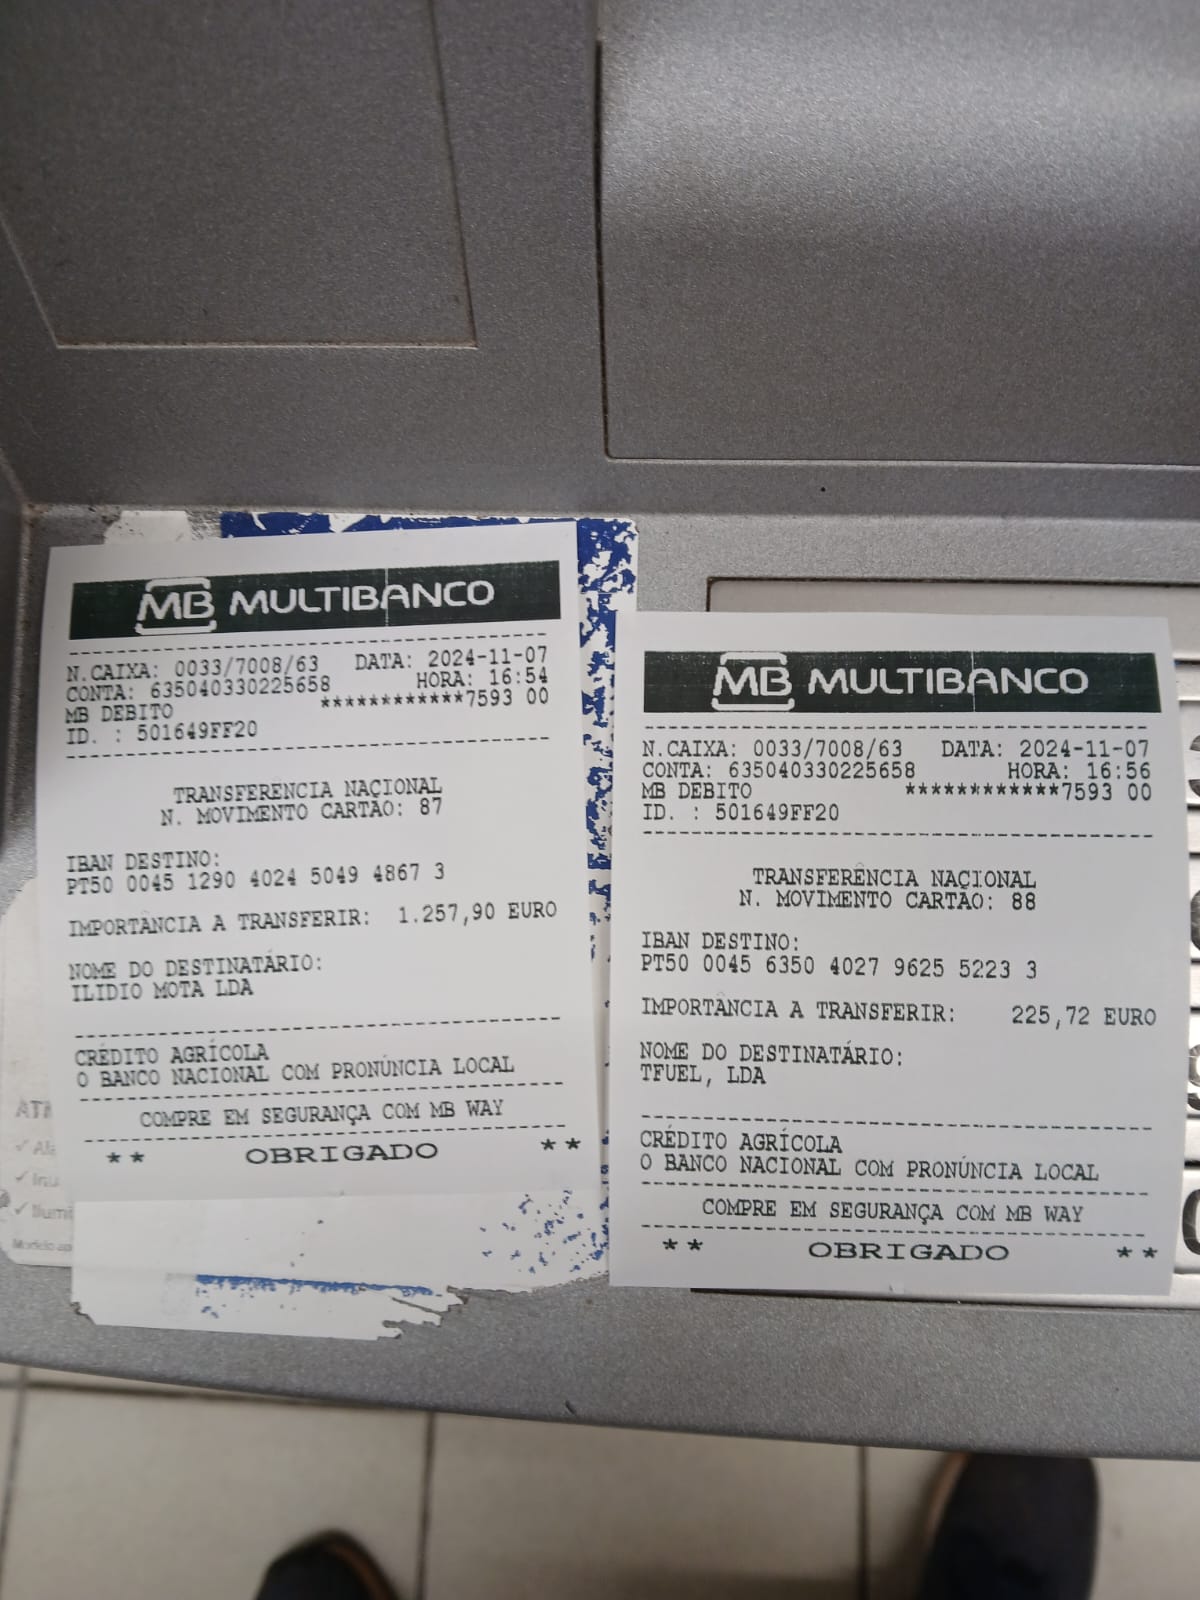 MB MULTIBANCO
N.CAIXA: 0033/7008/63 DATA: 2024-11-07
CONTA: 635040330225658 HORA: 16:54
MB DEBITO ************7593 00
ID. : 501649FF20
TRANSFERÊNCIA NACIONAL
N. MOVIMENTO CARTÃO: 87
IBAN DESTINO:
PT50 0045 1290 4024 5049 4867 3
IMPORTÂNCIA A TRANSFERIR: 1.257,90 EURO
NOME DO DESTINATÁRIO:
ILIDIO MOTA LDA
CRÉDITO AGRÍCOLA
O BANCO NACIONAL COM PRONÚNCIA LOCAL
COMPRE EM SEGURANÇA COM MB WAY
** OBRIGADO **
MB MULTIBANCO
N.CAIXA: 0033/7008/63 DATA: 2024-11-07
CONTA: 635040330225658 HORA: 16:56
MB DEBITO ************7593 00
ID. : 501649FF20
TRANSFERÊNCIA NACIONAL
N. MOVIMENTO CARTÃO: 88
IBAN DESTINO:
PT50 0045 6350 4027 9625 5223 3
IMPORTÂNCIA A TRANSFERIR: 225,72 EURO
NOME DO DESTINATÁRIO:
TFUEL, LDA
CRÉDITO AGRÍCOLA
O BANCO NACIONAL COM PRONÚNCIA LOCAL
COMPRE EM SEGURANÇA COM MB WAY
** OBRIGADO **